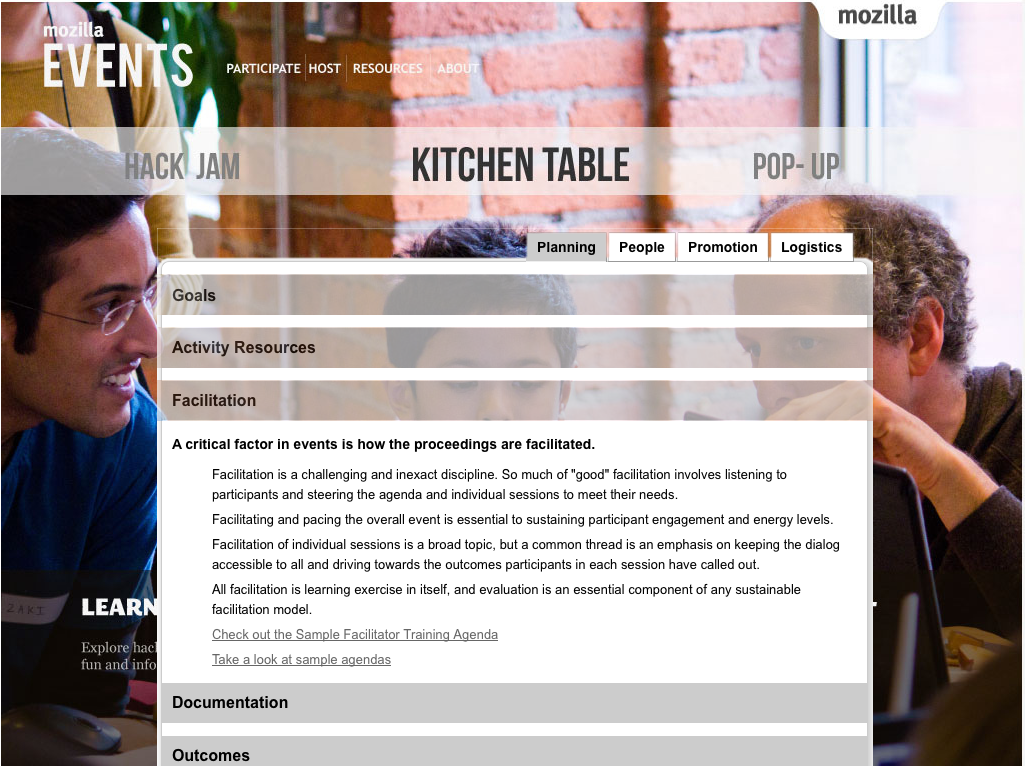 mozilla
mozilla
EVENTS
PARTICIPATE HOST RESOURCES ABOUT
HACK JAM KITCHEN TABLE POP- UP
Planning People Promotion Logistics
Goals
Activity Resources
Facilitation
A critical factor in events is how the proceedings are facilitated.
Facilitation is a challenging and inexact discipline. So much of "good" facilitation involves listening to
participants and steering the agenda and individual sessions to meet their needs.
Facilitating and pacing the overall event is essential to sustaining participant engagement and energy levels.
Facilitation of individual sessions is a broad topic, but a common thread is an emphasis on keeping the dialog
accessible to all and driving towards the outcomes participants in each session have called out.
All facilitation is learning exercise in itself, and evaluation is an essential component of any sustainable
facilitation model.
Check out the Sample Facilitator Training Agenda
Take a look at sample agendas
ZAKI
LEARN
Explore hac
fun and info
Documentation
Outcomes